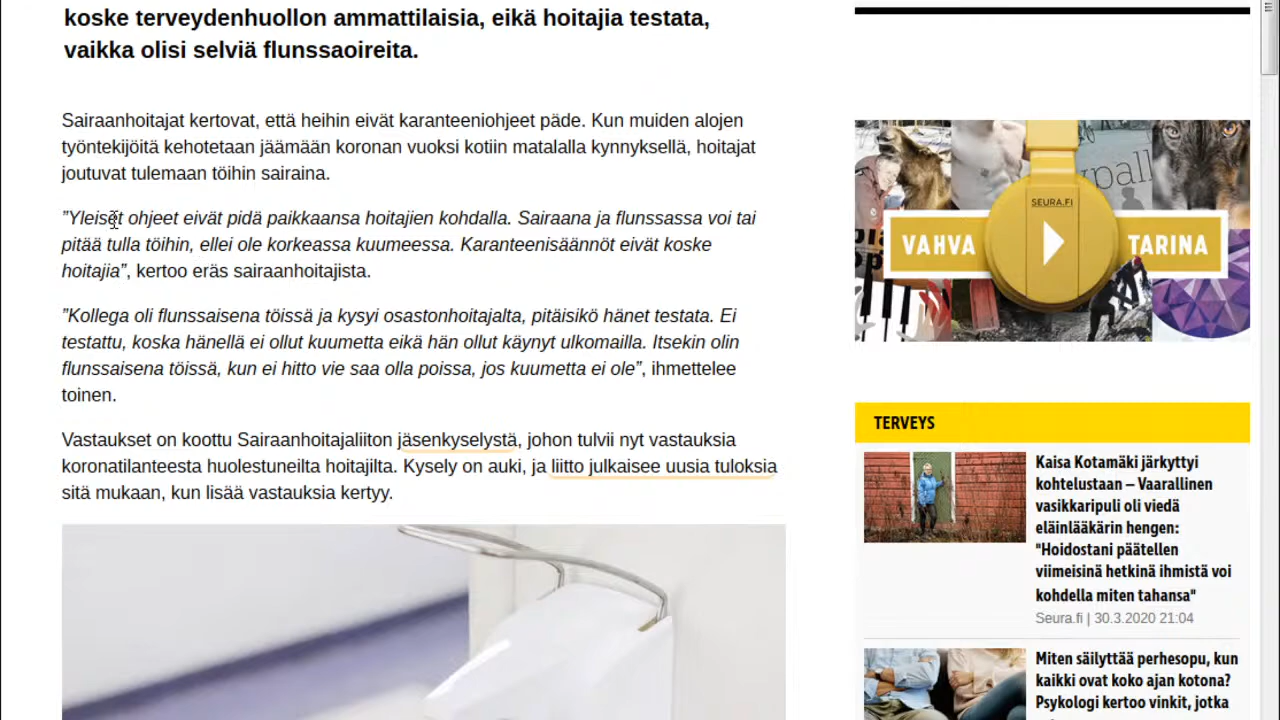 koske terveydenhuollon ammattilaisia, eikä hoitajia testata,
vaikka olisi selviä flunssaoireita.
Sairaanhoitajat kertovat, että heihin eivät karanteeniohjeet päde. Kun muiden alojen
työntekijöitä kehotetaan jäämään koronan vuoksi kotiin matalalla kynnyksellä, hoitajat
joutuvat tulemaan töihin sairaina.
”Yleiset ohjeet eivät pidä paikkaansa hoitajien kohdalla. Sairaana ja flunssassa voi tai
pitää tulla töihin, ellei ole korkeassa kuumeessa. Karanteenisäännöt eivät koske
hoitajia”, kertoo eräs sairaanhoitajista.
”Kollega oli flunssaisena töissä ja kysyi osastonhoitajalta, pitäisikö hänet testata. Ei
testattu, koska hänellä ei ollut kuumetta eikä hän ollut käynyt ulkomailla. Itsekin olin
flunssaisena töissä, kun ei hitto vie saa olla poissa, jos kuumetta ei ole”, ihmettelee
toinen.
Vastaukset on koottu Sairaanhoitajaliiton jäsenkyselystä, johon tulvii nyt vastauksia
koronatilanteesta huolestuneilta hoitajilta. Kysely on auki, ja liitto julkaisee uusia tuloksia
sitä mukaan, kun lisää vastauksia kertyy.
SEURA.FI
VAHVA TARINA
TERVEYS
Kaisa Kotamäki järkyttyi
kohtelustaan – Vaarallinen
vasikkaripuli oli viedä
eläinlääkärin hengen:
"Hoidostani päätellen
viimeisinä hetkinä ihmistä voi
kohdella miten tahansa"
Seura.fi | 30.3.2020 21:04
Miten säilyttää perhesopu, kun
kaikki ovat koko ajan kotona?
Psykologi kertoo vinkit, jotka